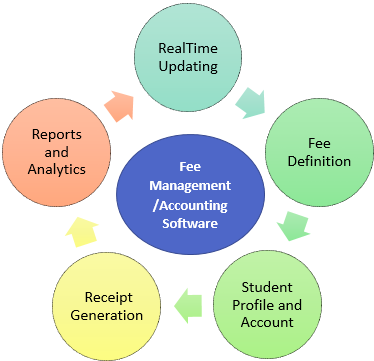 RealTime
Updating
Fee
Definition
Student
Profile and
Account
Receipt
Generation
Reports
and
Analytics
Fee
Management
/Accounting
Software